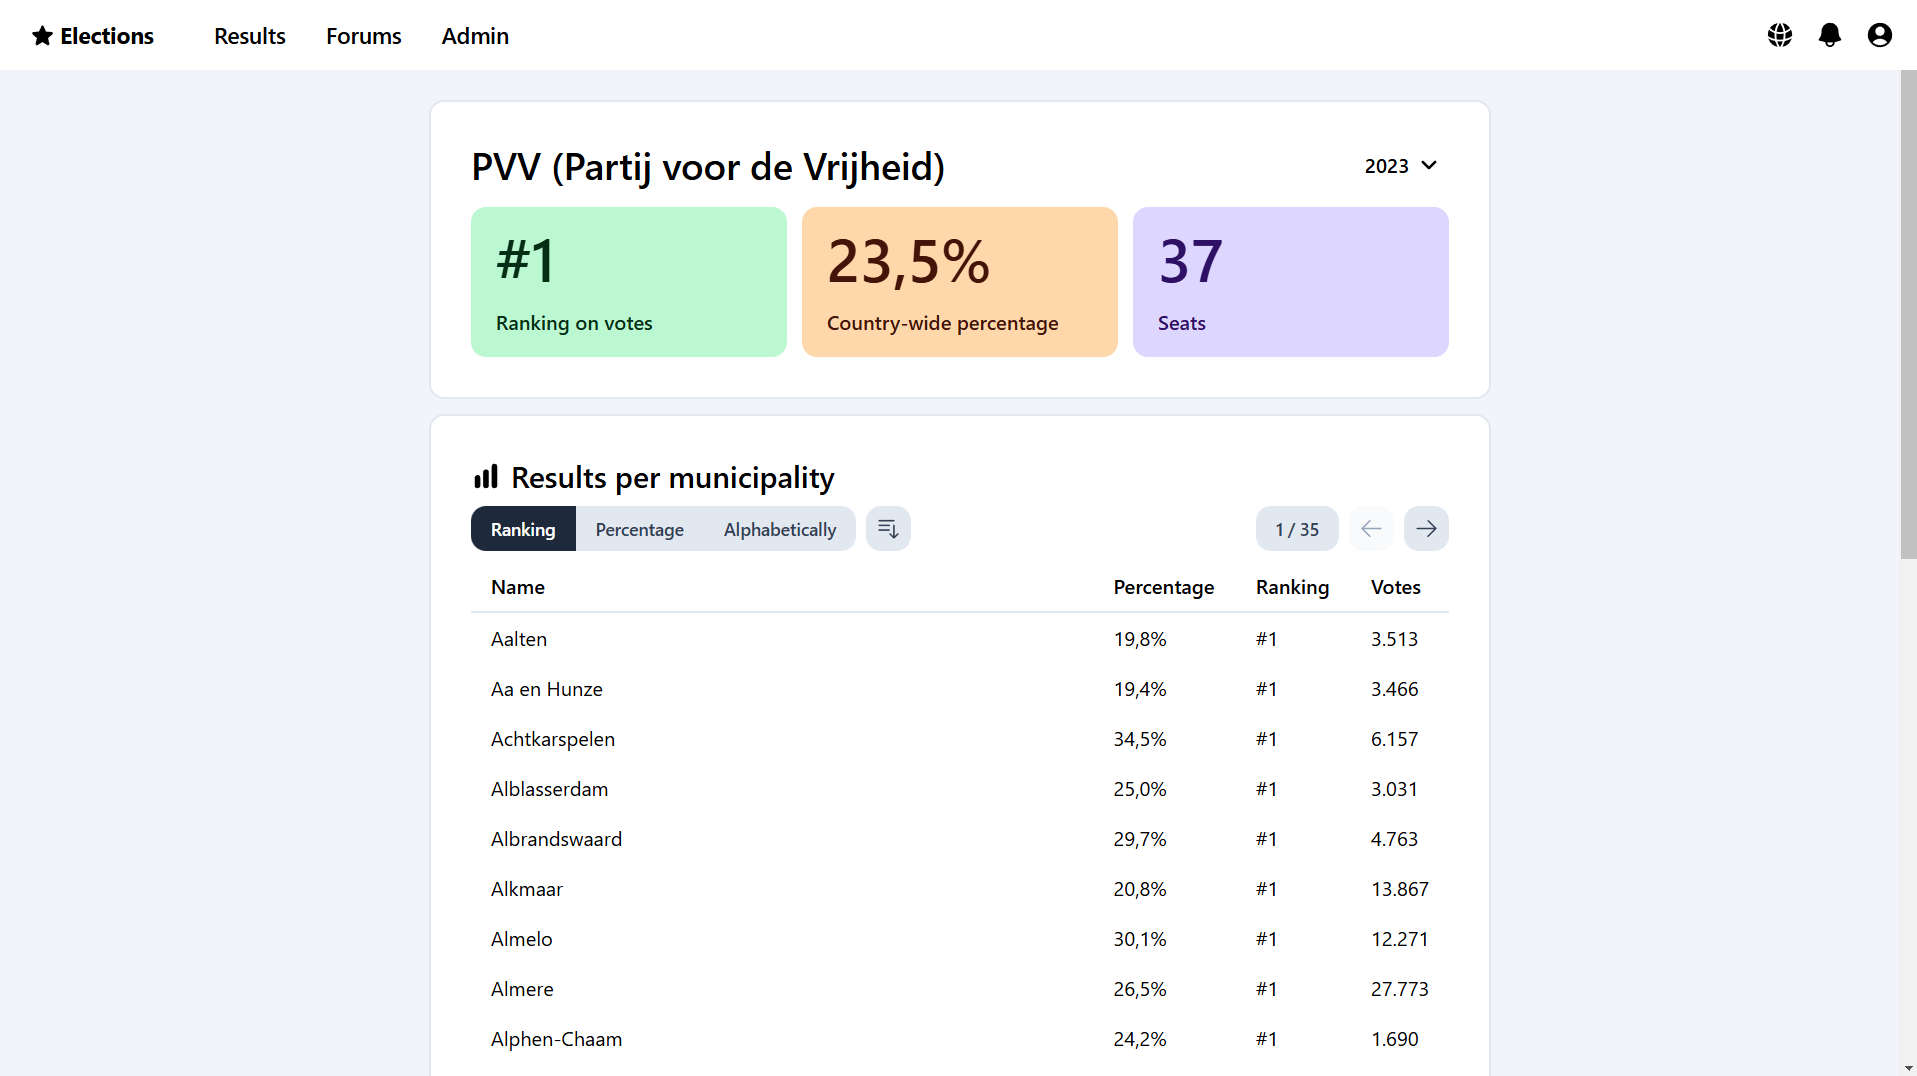 Elections Results Forums Admin
PVV (Partij voor de Vrijheid) 2023
#1 23,5% 37
Ranking on votes Country-wide percentage Seats
Results per municipality
Ranking Percentage Alphabetically 1 / 35
Name Percentage Ranking Votes
Aalten 19,8% #1 3.513
Aa en Hunze 19,4% #1 3.466
Achtkarspelen 34,5% #1 6.157
Alblasserdam 25,0% #1 3.031
Albrandswaard 29,7% #1 4.763
Alkmaar 20,8% #1 13.867
Almelo 30,1% #1 12.271
Almere 26,5% #1 27.773
Alphen-Chaam 24,2% #1 1.690